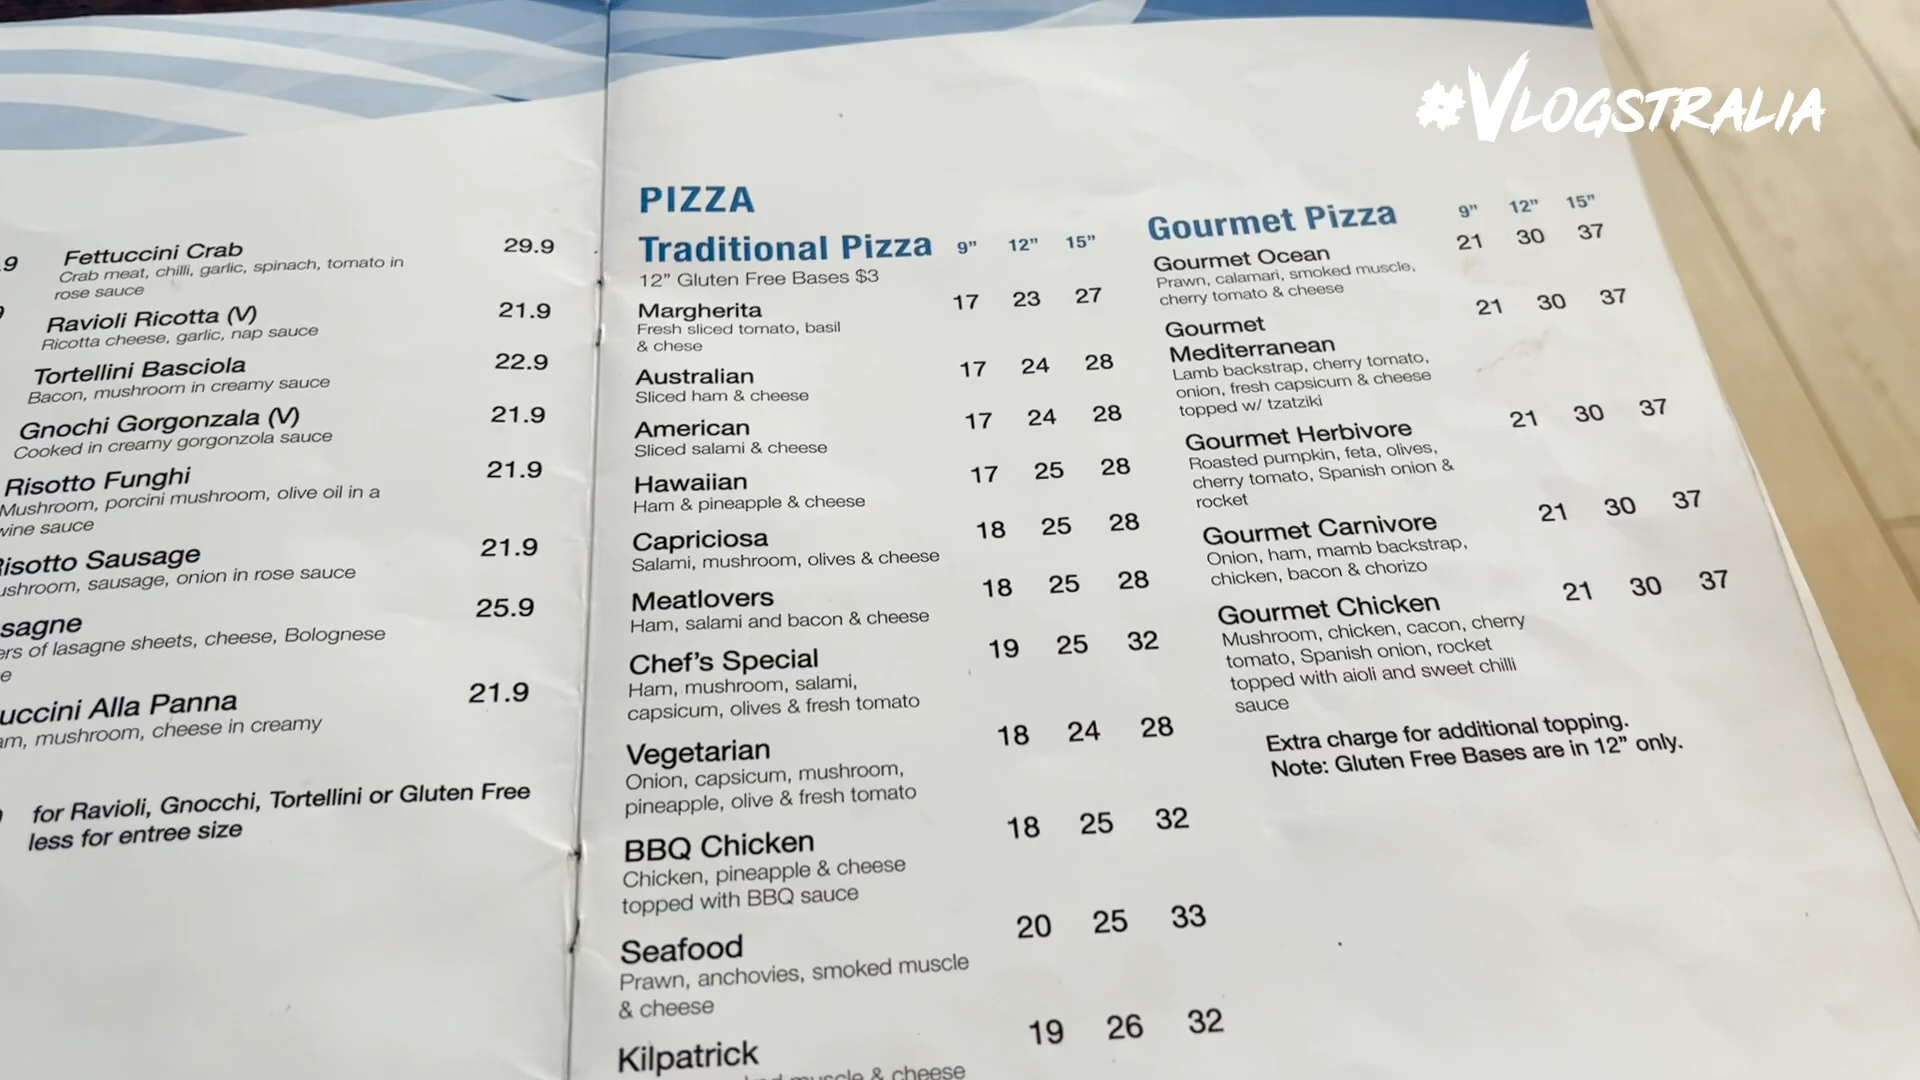 #VLOGSTRALIA
.9
Fettuccini Crab 29.9
Crab meat, chilli, garlic, spinach, tomato in
rose sauce
Ravioli Ricotta (V) 21.9
Ricotta cheese, garlic, nap sauce
Tortellini Basciola 22.9
Bacon, mushroom in creamy sauce
Gnochi Gorgonzala (V) 21.9
Cooked in creamy gorgonzola sauce
Risotto Funghi 21.9
Mushroom, porcini mushroom, olive oil in a
wine sauce
Risotto Sausage 21.9
ushroom, sausage, onion in rose sauce
sagne 25.9
ers of lasagne sheets, cheese, Bolognese
e
uccini Alla Panna 21.9
am, mushroom, cheese in creamy
for Ravioli, Gnocchi, Tortellini or Gluten Free
less for entree size
PIZZA
Traditional Pizza 9” 12” 15”
12” Gluten Free Bases $3
Margherita 17 23 27
Fresh sliced tomato, basil
& chese
Australian 17 24 28
Sliced ham & cheese
American 17 24 28
Sliced salami & cheese
Hawaiian 17 25 28
Ham & pineapple & cheese
Capriciosa 18 25 28
Salami, mushroom, olives & cheese
Meatlovers 18 25 28
Ham, salami and bacon & cheese
Chef’s Special 19 25 32
Ham, mushroom, salami,
capsicum, olives & fresh tomato
Vegetarian 18 24 28
Onion, capsicum, mushroom,
pineapple, olive & fresh tomato
BBQ Chicken 18 25 32
Chicken, pineapple & cheese
topped with BBQ sauce
Seafood 20 25 33
Prawn, anchovies, smoked muscle
& cheese
Kilpatrick 19 26 32
muscle & cheese
Gourmet Pizza 9” 12” 15”
Gourmet Ocean 21 30 37
Prawn, calamari, smoked muscle,
cherry tomato & cheese
Gourmet 21 30 37
Mediterranean
Lamb backstrap, cherry tomato,
onion, fresh capsicum & cheese
topped w/ tzatziki
Gourmet Herbivore 21 30 37
Roasted pumpkin, feta, olives,
cherry tomato, Spanish onion &
rocket
Gourmet Carnivore 21 30 37
Onion, ham, mamb backstrap,
chicken, bacon & chorizo
Gourmet Chicken 21 30 37
Mushroom, chicken, cacon, cherry
tomato, Spanish onion, rocket
topped with aioli and sweet chilli
sauce
Extra charge for additional topping.
Note: Gluten Free Bases are in 12” only.